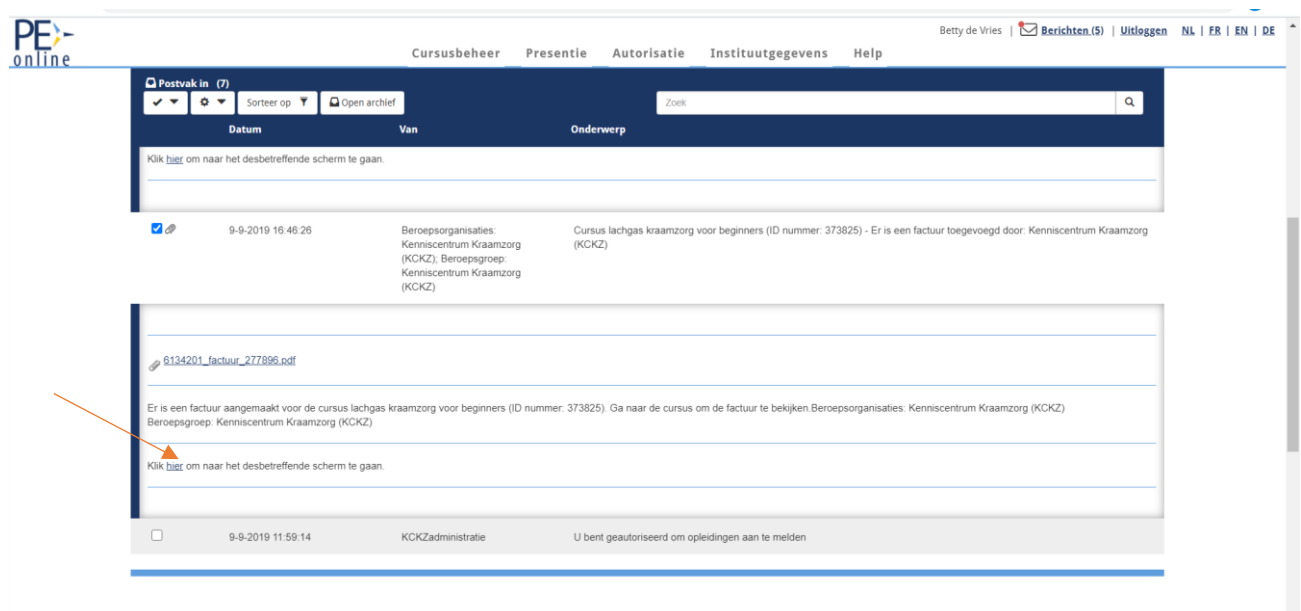 PE
online
Betty de Vries | Berichten (5) | Uitloggen NL | FR | EN | DE
Cursusbeheer Presentie Autorisatie Instituutgegevens Help
Postvak in (7)
Sorteer op Open archief Zoek
Datum Van Onderwerp
Klik hier om naar het desbetreffende scherm te gaan.
9-9-2019 16:46:26
Beroepsorganisaties:
Kenniscentrum Kraamzorg
(KCKZ); Beroepsgroep:
Kenniscentrum Kraamzorg
(KCKZ)
Cursus lachgas kraamzorg voor beginners (ID nummer: 373825) - Er is een factuur toegevoegd door: Kenniscentrum Kraamzorg
(KCKZ)
6134201_factuur_277896.pdf
Er is een factuur aangemaakt voor de cursus lachgas kraamzorg voor beginners (ID nummer: 373825). Ga naar de cursus om de factuur te bekijken.Beroepsorganisaties: Kenniscentrum Kraamzorg (KCKZ)
Beroepsgroep: Kenniscentrum Kraamzorg (KCKZ)
Klik hier om naar het desbetreffende scherm te gaan.
9-9-2019 11:59:14 KCKZadministratie U bent geautoriseerd om opleidingen aan te melden